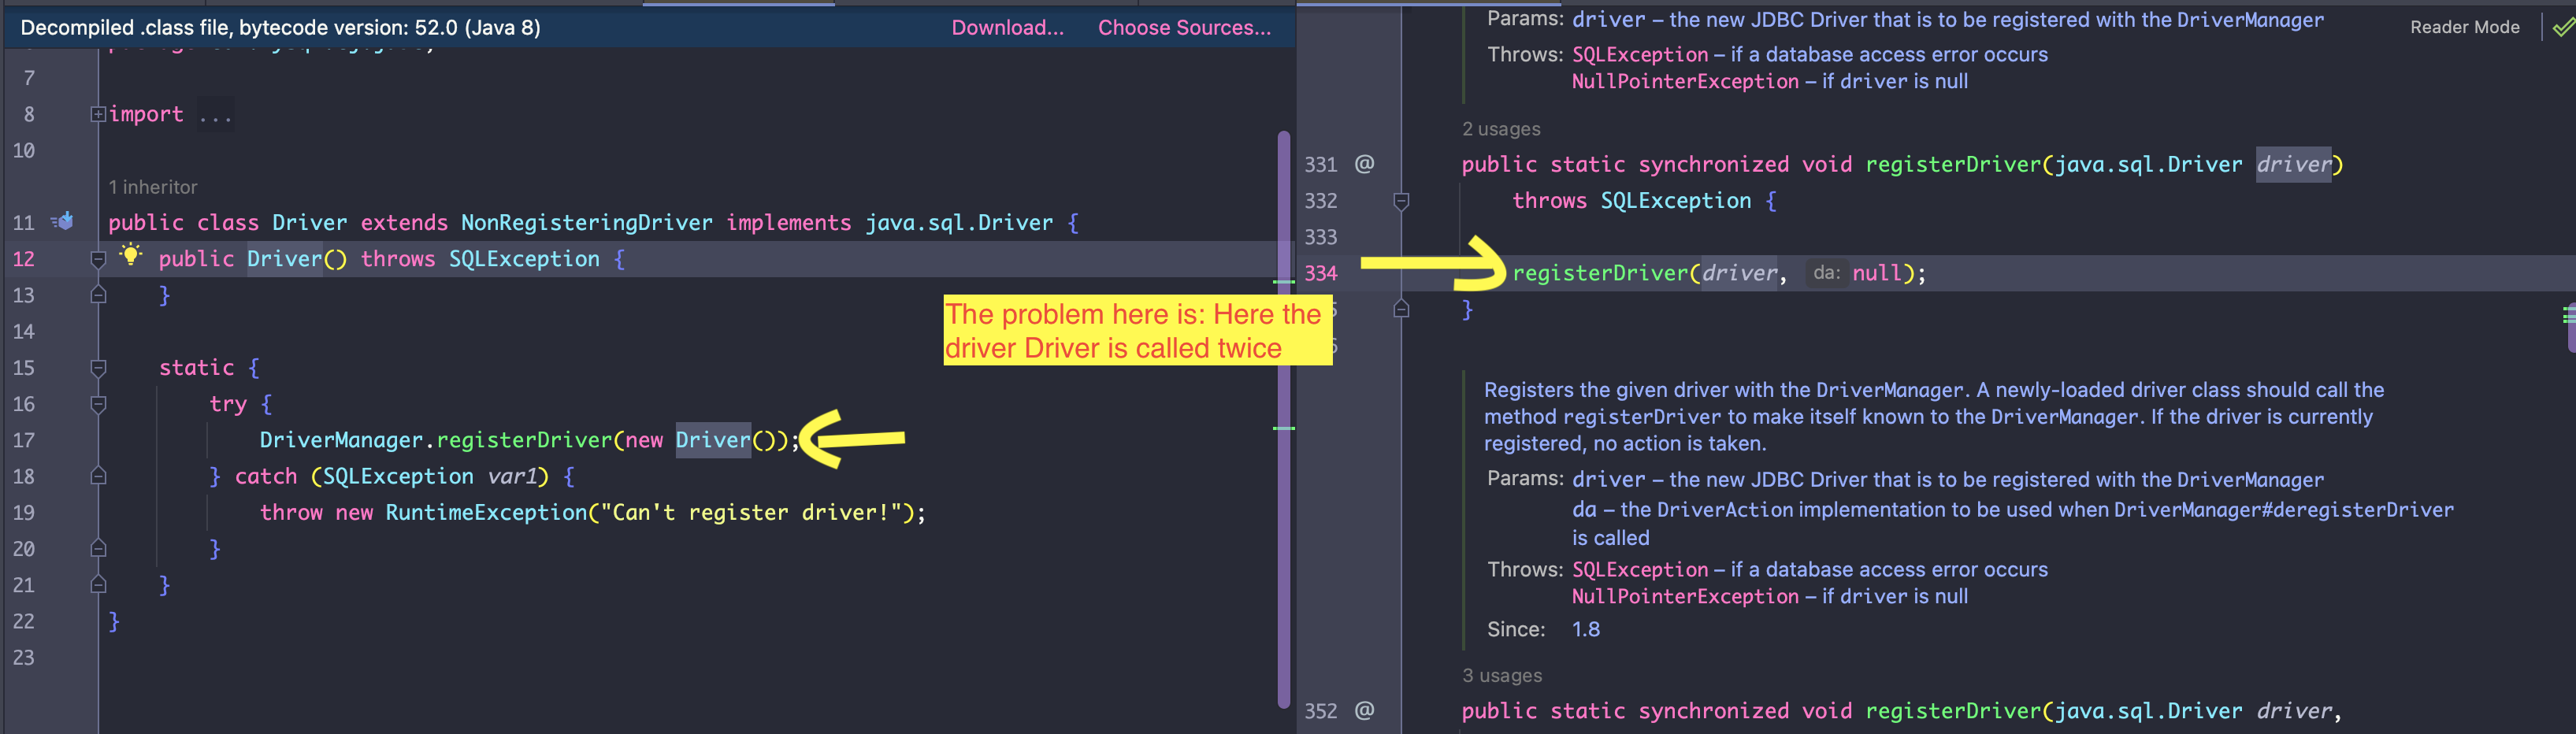 Decompiled .class file, bytecode version: 52.0 (Java 8)
Download...
Choose Sources...
7
8 import ...
10
1 inheritor
11 public class Driver extends NonRegisteringDriver implements java.sql.Driver {
12 public Driver() throws SQLException {
13 }
14
15 static {
16 try {
17 DriverManager.registerDriver(new Driver());
18 } catch (SQLException var1) {
19 throw new RuntimeException("Can't register driver!");
20 }
21 }
22 }
23
The problem here is: Here the
driver Driver is called twice
Params: driver – the new JDBC Driver that is to be registered with the DriverManager
Reader Mode
Throws: SQLException – if a database access error occurs
NullPointerException – if driver is null
2 usages
331 @ public static synchronized void registerDriver(java.sql.Driver driver)
332 throws SQLException {
333
334 registerDriver(driver, da: null);
}
Registers the given driver with the DriverManager. A newly-loaded driver class should call the
method registerDriver to make itself known to the DriverManager. If the driver is currently
registered, no action is taken.
Params: driver – the new JDBC Driver that is to be registered with the DriverManager
da – the DriverAction implementation to be used when DriverManager#deregisterDriver
is called
Throws: SQLException – if a database access error occurs
NullPointerException – if driver is null
Since: 1.8
3 usages
352 @ public static synchronized void registerDriver(java.sql.Driver driver,